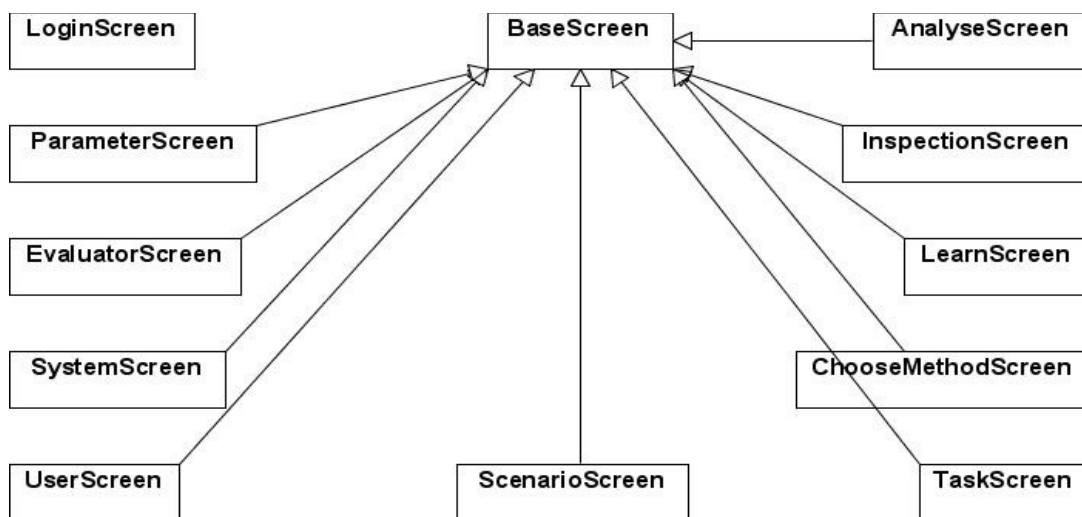 LoginScreen
BaseScreen
AnalyseScreen
ParameterScreen
InspectionScreen
EvaluatorScreen
LearnScreen
SystemScreen
ChooseMethodScreen
UserScreen
ScenarioScreen
TaskScreen